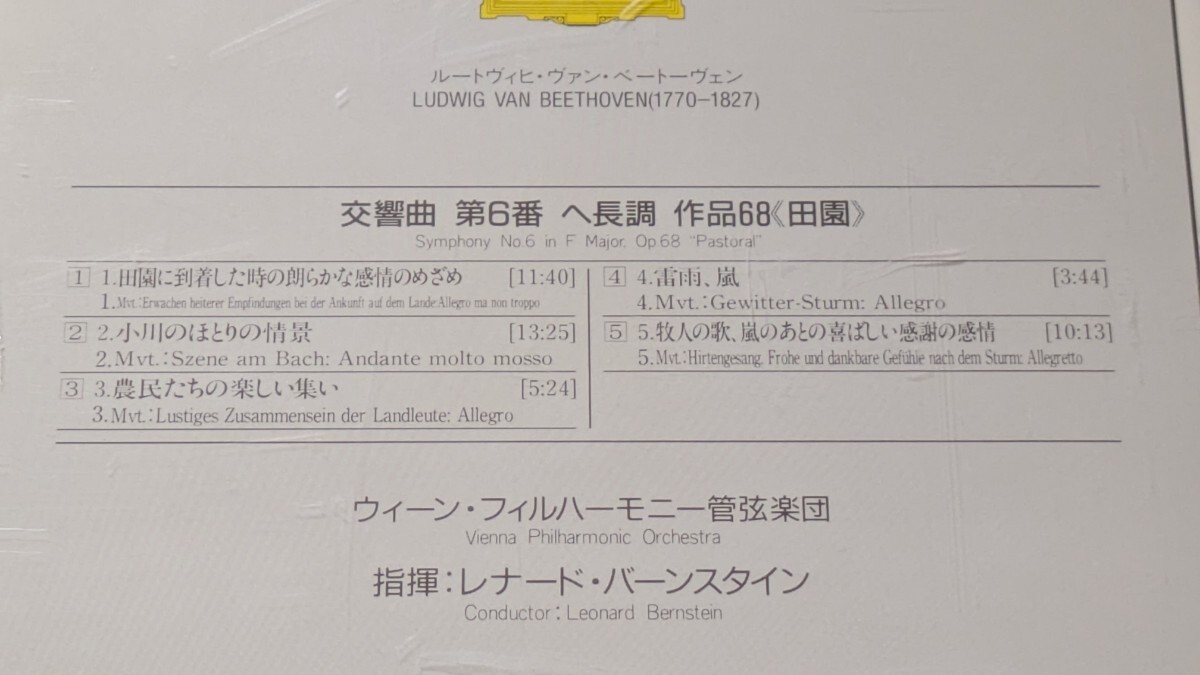 ルートヴィヒ・ヴァン・ベートーヴェン
LUDWIG VAN BEETHOVEN(1770–1827)
交響曲 第6番 ヘ長調 作品68《田園》
Symphony No.6 in F Major. Op.68 "Pastoral"
1 1.田園に到着した時の朗らかな感情のめざめ [11:40]
1.Mvt.:Erwachen heiterer Empfindungen bei der Ankunft auf dem Lande:Allegro ma non troppo
2 2.小川のほとりの情景 [13:25]
2.Mvt.:Szene am Bach: Andante molto mosso
3 3.農民たちの楽しい集い [5:24]
3.Mvt.:Lustiges Zusammensein der Landleute: Allegro
4 4.雷雨、嵐 [3:44]
4.Mvt.:Gewitter-Sturm: Allegro
5 5.牧人の歌、嵐のあとの喜ばしい感謝の感情 [10:13]
5.Mvt.:Hirtengesang. Frohe und dankbare Gefühle nach dem Sturm: Allegretto
ウィーン・フィルハーモニー管弦楽団
Vienna Philharmonic Orchestra
指揮:レナード・バーンスタイン
Conductor:Leonard Bernstein